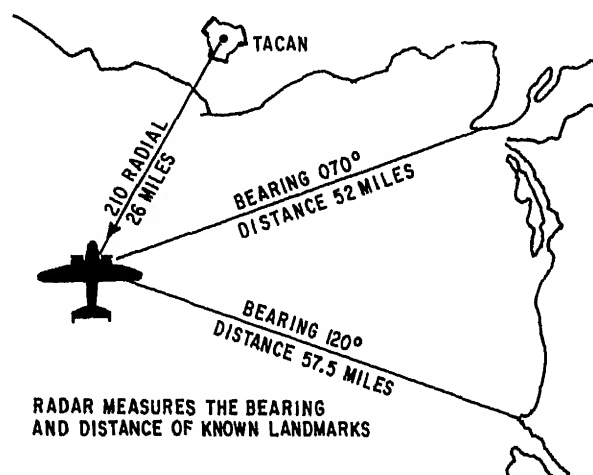 TACAN
210 RADIAL
26 MILES
BEARING 070°
DISTANCE 52 MILES
BEARING 120°
DISTANCE 57.5 MILES
RADAR MEASURES THE BEARING
AND DISTANCE OF KNOWN LANDMARKS